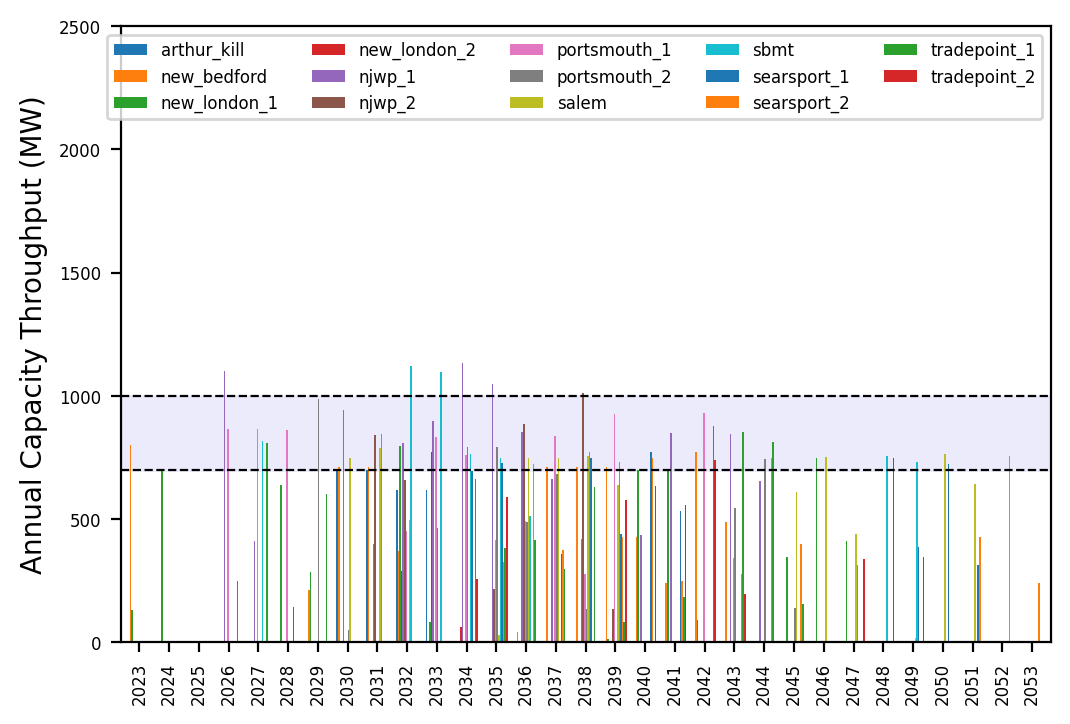 2500
2000
1500
1000
500
0
Annual Capacity Throughput (MW)
arthur_kill
new_bedford
new_london_1
new_london_2
njwp_1
njwp_2
portsmouth_1
portsmouth_2
salem
sbmt
searsport_1
searsport_2
tradepoint_1
tradepoint_2
2023
2024
2025
2026
2027
2028
2029
2030
2031
2032
2033
2034
2035
2036
2037
2038
2039
2040
2041
2042
2043
2044
2045
2046
2047
2048
2049
2050
2051
2052
2053